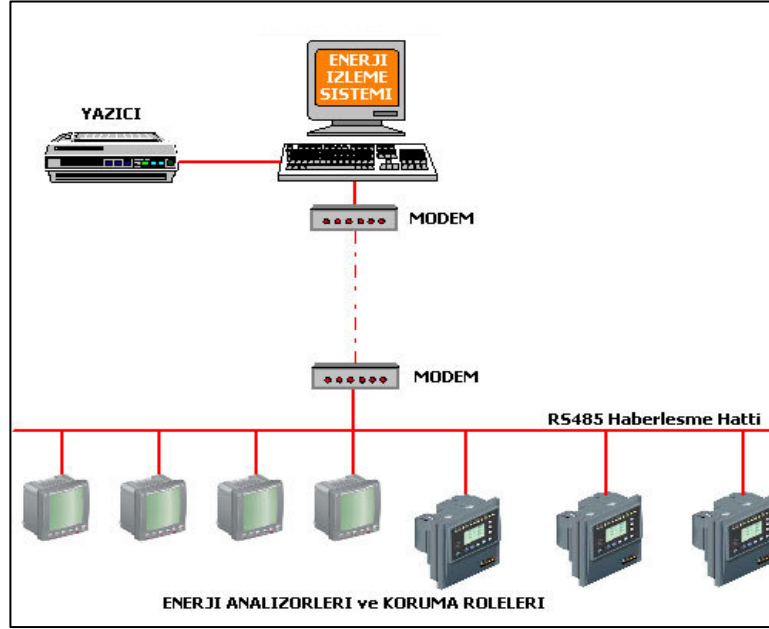 ENERJI
IZLEME
SISTEMI
YAZICI
MODEM
MODEM
RS485 Haberlesme Hatti
ENERJI ANALIZORLERI ve KORUMA ROLELERI